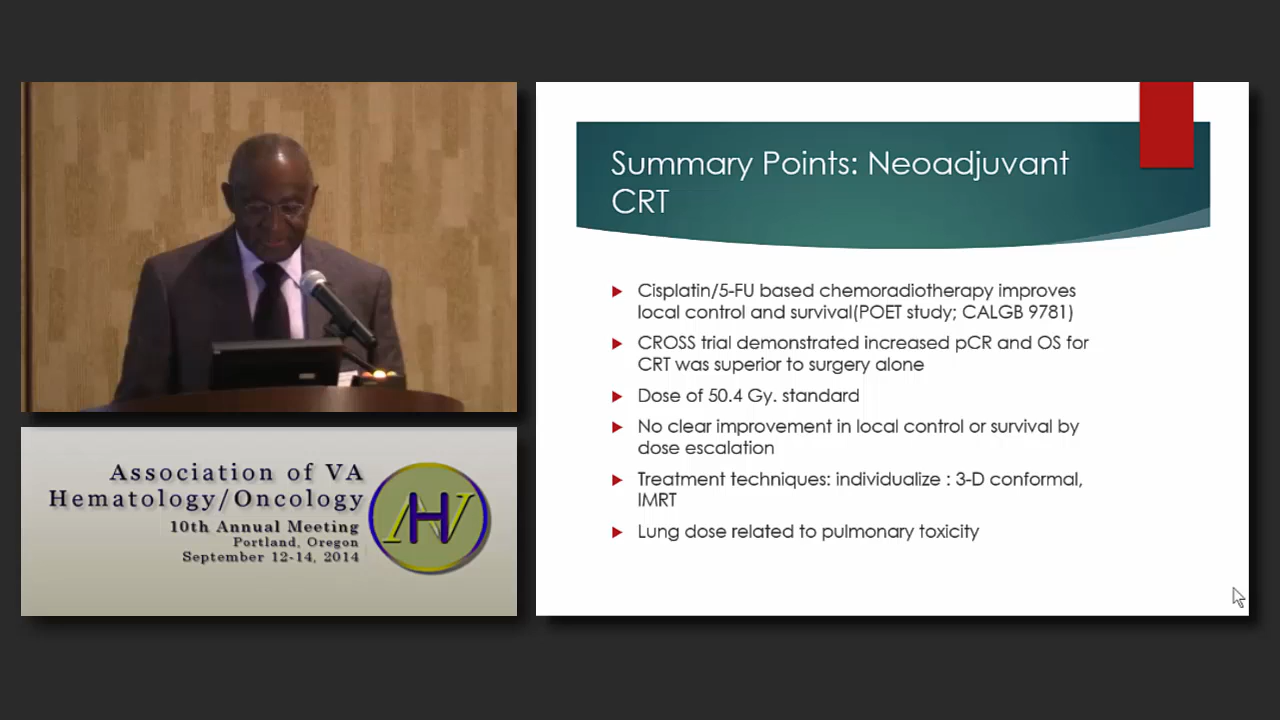 Summary Points: Neoadjuvant
CRT
Cisplatin/5-FU based chemoradiotherapy improves
local control and survival(POET study; CALGB 9781)
CROSS trial demonstrated increased pCR and OS for
CRT was superior to surgery alone
Dose of 50.4 Gy. standard
No clear improvement in local control or survival by
dose escalation
Treatment techniques: individualize : 3-D conformal,
IMRT
Lung dose related to pulmonary toxicity
Association of VA
Hematology/Oncology
10th Annual Meeting
Portland, Oregon
September 12-14, 2014
AHV